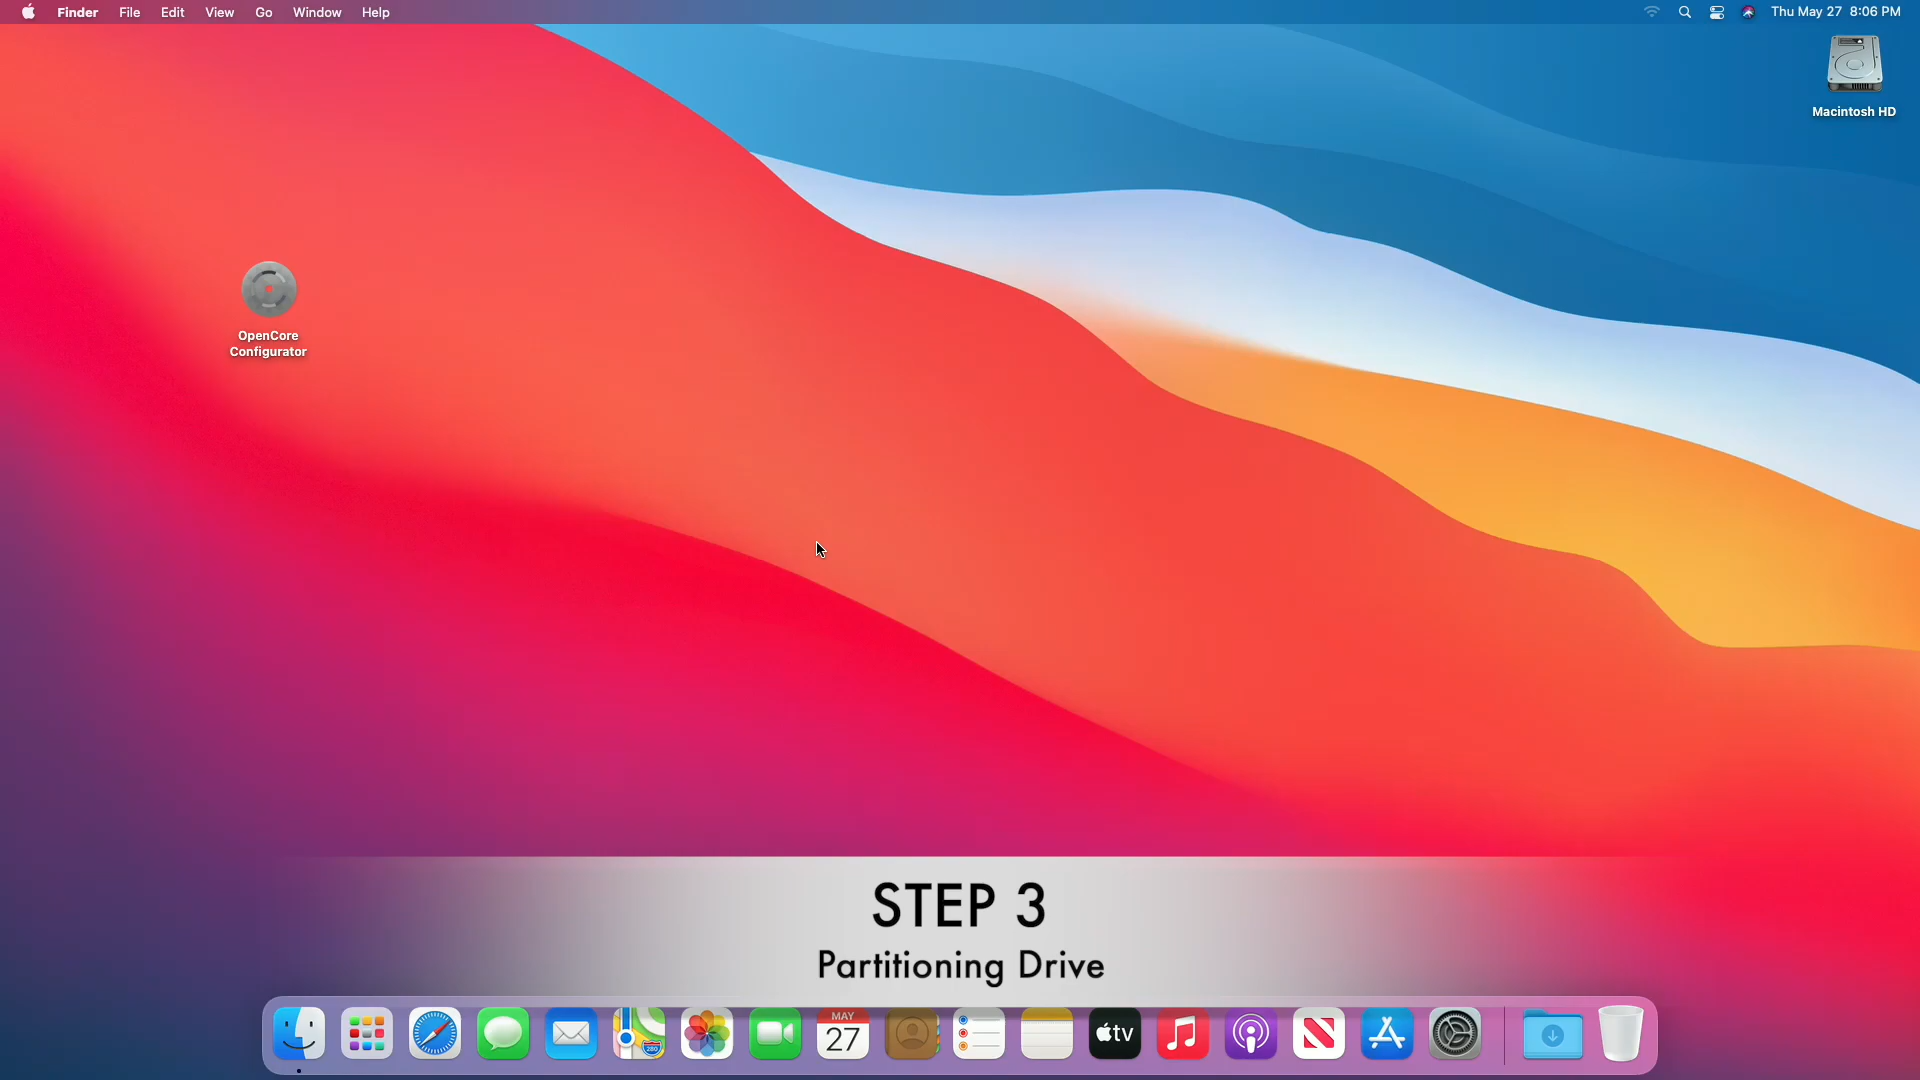 Finder File Edit View Go Window Help Thu May 27 8:06 PM
Macintosh HD
OpenCore
Configurator
STEP 3
Partitioning Drive
MAY
27
280
tv